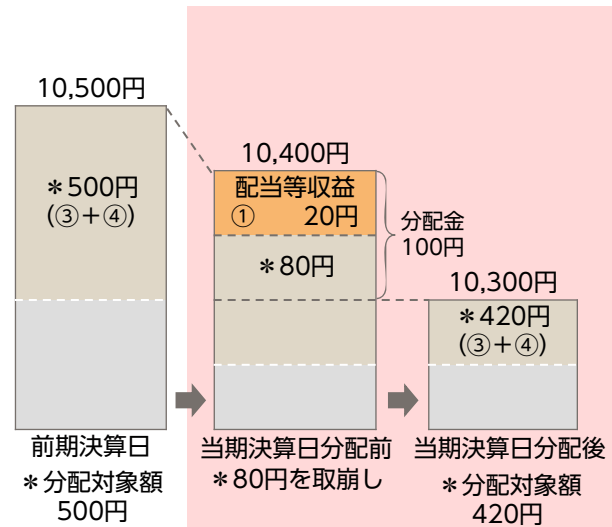 10,500円
＊500円
(③＋④)
前期決算日
＊分配対象額
500円
10,400円
配当等収益
① 20円
＊80円
分配金
100円
当期決算日分配前
＊80円を取崩し
10,300円
＊420円
(③＋④)
当期決算日分配後
＊分配対象額
420円